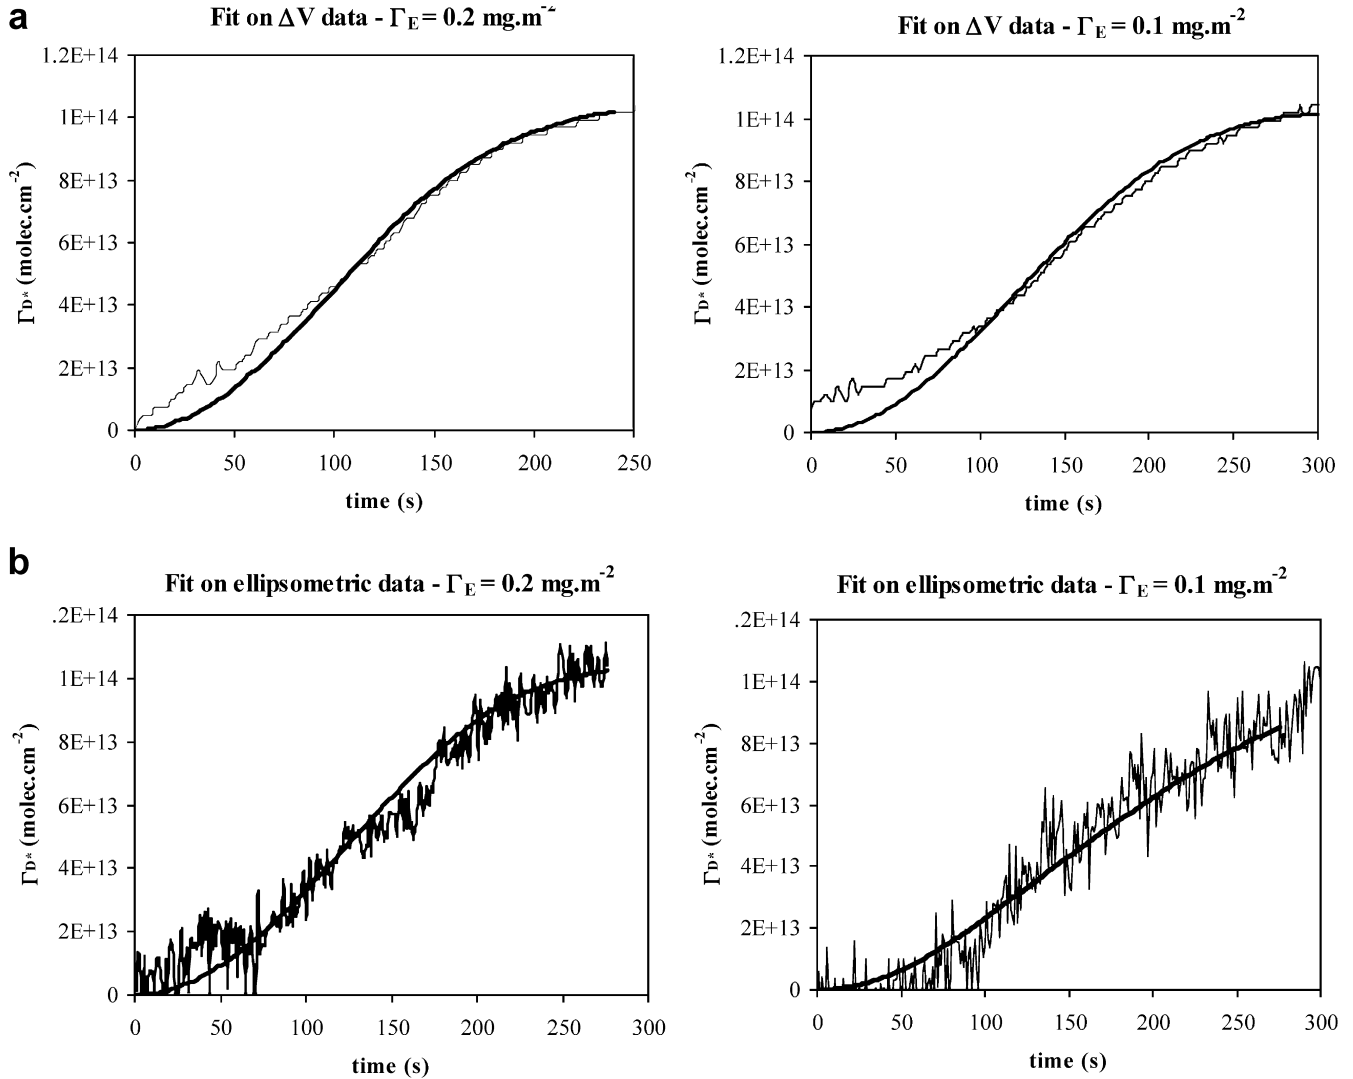 a
Fit on ΔV data - ΓE = 0.2 mg.m-2
1.2E+14
1E+14
8E+13
6E+13
4E+13
2E+13
0
ΓD* (molec.cm-2)
0 50 100 150 200 250
time (s)
Fit on ΔV data - ΓE = 0.1 mg.m-2
1.2E+14
1E+14
8E+13
6E+13
4E+13
2E+13
0
ΓD* (molec.cm-2)
0 50 100 150 200 250 300
time (s)
b
Fit on ellipsometric data - ΓE = 0.2 mg.m-2
.2E+14
1E+14
8E+13
6E+13
4E+13
2E+13
0
ΓD* (molec.cm-2)
0 50 100 150 200 250 300
time (s)
Fit on ellipsometric data - ΓE = 0.1 mg.m-2
.2E+14
1E+14
8E+13
6E+13
4E+13
2E+13
0
ΓD* (molec.cm-2)
0 50 100 150 200 250 300
time (s)